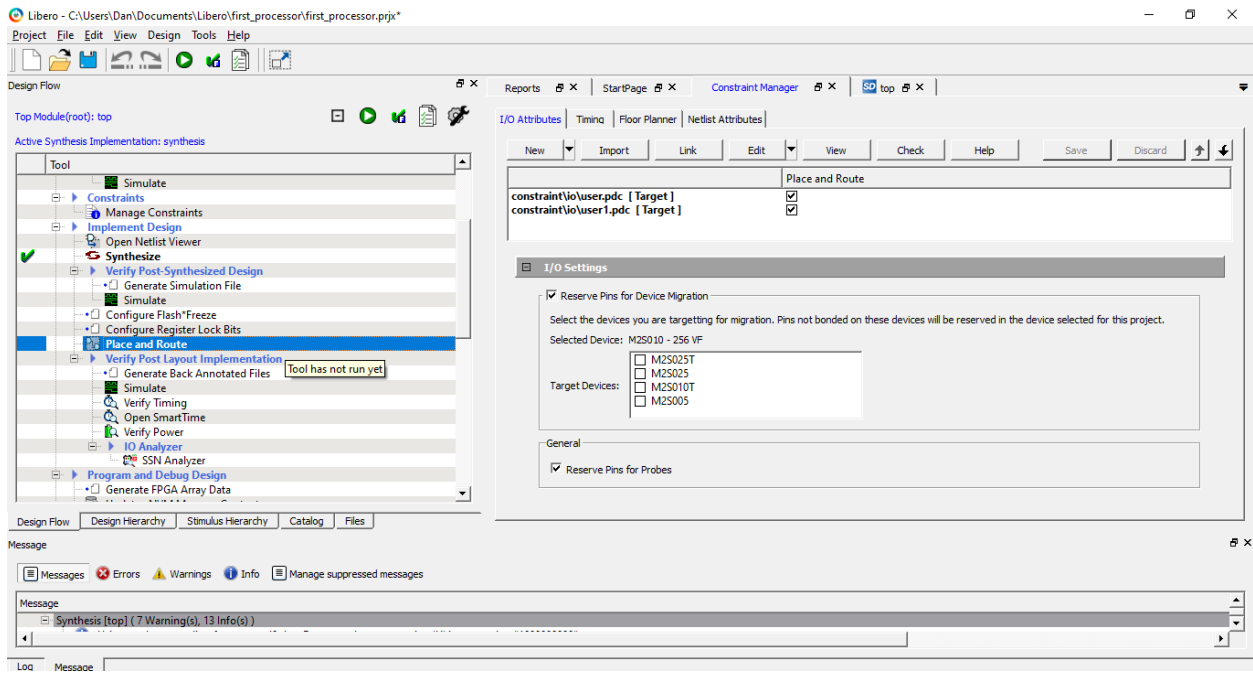 Libero - C:\Users\Dan\Documents\Libero\first_processor\first_processor.prjx*
Project File Edit View Design Tools Help
Design Flow
Top Module(root): top
Active Synthesis Implementation: synthesis
Tool
Simulate
Constraints
Manage Constraints
Implement Design
Open Netlist Viewer
Synthesize
Verify Post-Synthesized Design
Generate Simulation File
Simulate
Configure Flash*Freeze
Configure Register Lock Bits
Place and Route
Verify Post Layout Implementation
Tool has not run yet
Generate Back Annotated Files
Simulate
Verify Timing
Open SmartTime
Verify Power
IO Analyzer
SSN Analyzer
Program and Debug Design
Generate FPGA Array Data
Design Flow Design Hierarchy Stimulus Hierarchy Catalog Files
Reports StartPage Constraint Manager SD top
I/O Attributes Timing Floor Planner Netlist Attributes
New Import Link Edit View Check Help Save Discard
Place and Route
constraint\io\user.pdc [ Target ]
constraint\io\user1.pdc [ Target ]
I/O Settings
Reserve Pins for Device Migration
Select the devices you are targetting for migration. Pins not bonded on these devices will be reserved in the device selected for this project.
Selected Device: M2S010 - 256 VF
Target Devices:
M2S025T
M2S025
M2S010T
M2S005
General
Reserve Pins for Probes
Message
Messages Errors Warnings Info Manage suppressed messages
Message
Synthesis [top] ( 7 Warning(s), 13 Info(s) )
Log Message